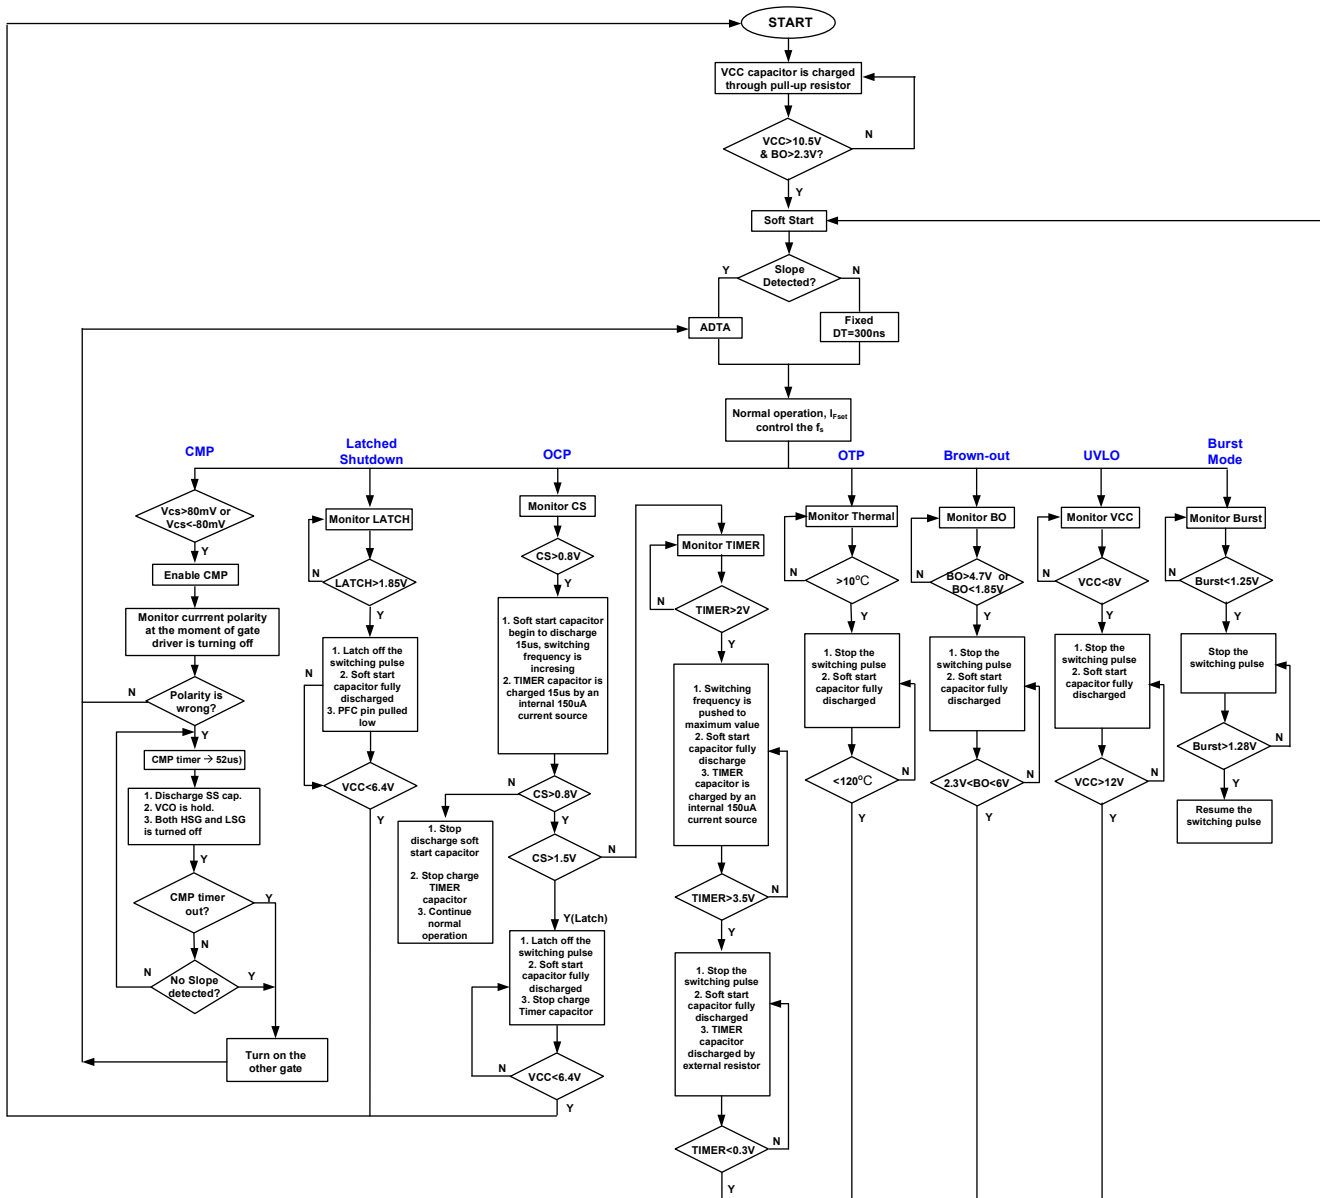 START
VCC capacitor is charged
through pull-up resistor
VCC>10.5V
& BO>2.3V?
N
Y
Soft Start
Slope
Detected?
Y
N
ADTA
Fixed
DT=300ns
Normal operation, IFset
control the fs
CMP
Vcs>80mV or
Vcs<-80mV
Y
Enable CMP
Monitor currrent polarity
at the moment of gate
driver is turning off
Polarity is
wrong?
N
Y
CMP timer → 52us)
1. Discharge SS cap.
2. VCO is hold.
3. Both HSG and LSG
is turned off
Y
CMP timer
out?
Y
N
No Slope
detected?
N
Y
Turn on the
other gate
Latched
Shutdown
Monitor LATCH
LATCH>1.85V
N
Y
1. Latch off the
switching pulse
2. Soft start
capacitor fully
discharged
3. PFC pin pulled
low
N
VCC<6.4V
Y
OCP
Monitor CS
CS>0.8V
Y
1. Soft start capacitor
begin to discharge
15us, switching
frequency is
incresing
2. TIMER capacitor is
charged 15us by an
internal 150uA
current source
CS>0.8V
N
Y
1. Stop
discharge soft
start capacitor
2. Stop charge
TIMER
capacitor
3. Continue
normal
operation
CS>1.5V
N
Y(Latch)
1. Latch off the
switching pulse
2. Soft start
capacitor fully
discharged
3. Stop charge
Timer capacitor
VCC<6.4V
N
Y
Monitor TIMER
TIMER>2V
N
Y
1. Switching
frequency is
pushed to
maximum value
2. Soft start
capacitor fully
discharge
3. TIMER
capacitor is
charged by an
internal 150uA
current source
TIMER>3.5V
N
Y
1. Stop the
switching pulse
2. Soft start
capacitor fully
discharged
3. TIMER
capacitor
discharged by
external resistor
TIMER<0.3V
N
Y
OTP
Monitor Thermal
>10°C
N
Y
1. Stop the
switching pulse
2. Soft start
capacitor fully
discharged
<120°C
N
Y
Brown-out
Monitor BO
BO>4.7V or
BO<1.85V
N
Y
1. Stop the
switching pulse
2. Soft start
capacitor fully
discharged
2.3V<BO<6V
N
Y
UVLO
Monitor VCC
VCC<8V
N
Y
1. Stop the
switching pulse
2. Soft start
capacitor fully
discharged
VCC>12V
N
Y
Burst
Mode
Monitor Burst
Burst<1.25V
N
Y
Stop the
switching pulse
Burst>1.28V
N
Y
Resume the
switching pulse